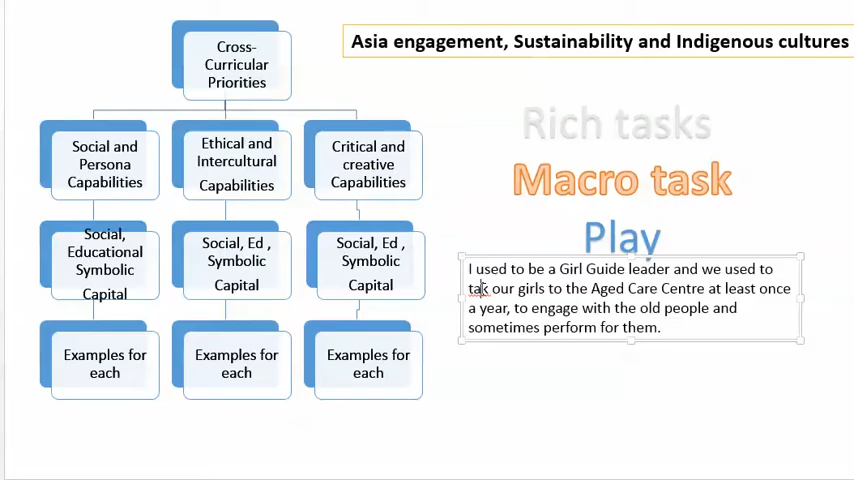 Asia engagement, Sustainability and Indigenous cultures
Cross-
Curricular
Priorities
Social and
Persona
Capabilities
Ethical and
Intercultural
Capabilities
Critical and
creative
Capabilities
Social,
Educational
Symbolic
Capital
Social, Ed ,
Symbolic
Capital
Social, Ed ,
Symbolic
Capital
Examples for
each
Examples for
each
Examples for
each
Rich tasks
Macro task
Play
I used to be a Girl Guide leader and we used to
tak our girls to the Aged Care Centre at least once
a year, to engage with the old people and
sometimes perform for them.